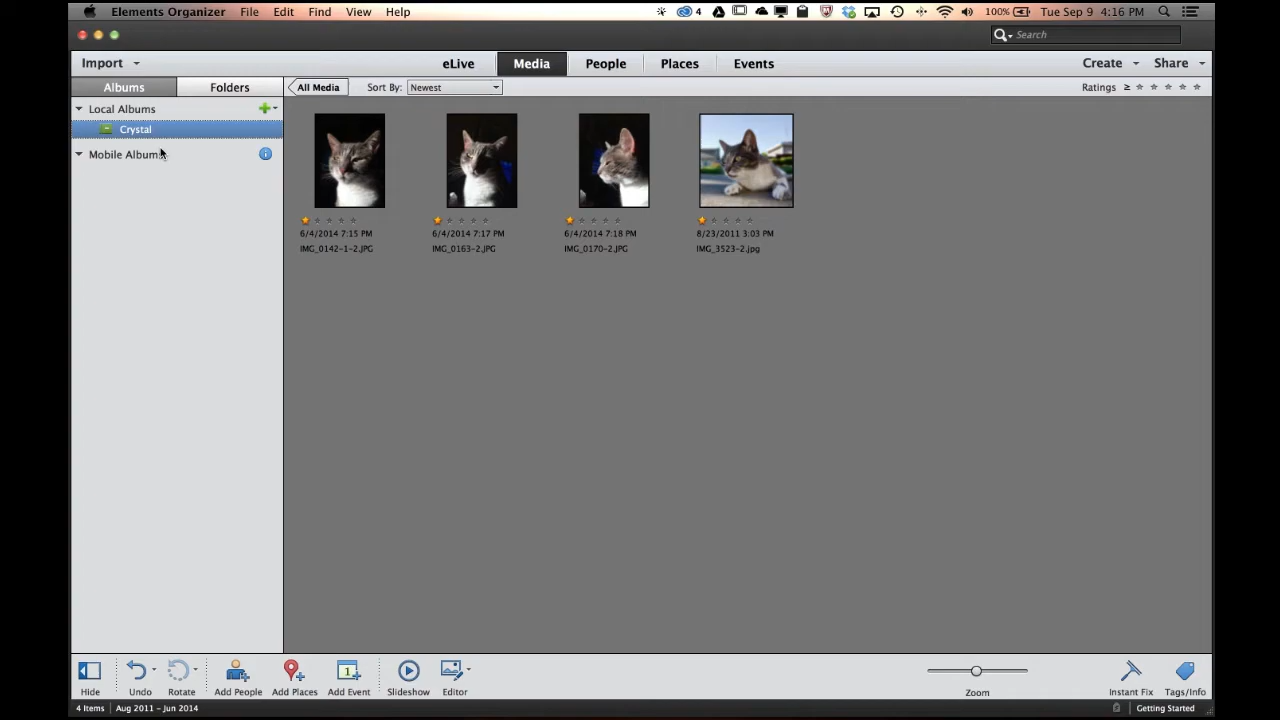 Elements Organizer File Edit Find View Help 4 100% Tue Sep 9 4:16 PM
Search
Import eLive Media People Places Events Create Share
Albums Folders All Media Sort By: Newest Ratings ≥
Local Albums
Crystal
Mobile Albums
6/4/2014 7:15 PM 6/4/2014 7:17 PM 6/4/2014 7:18 PM 8/23/2011 3:03 PM
IMG_0142-1-2.JPG IMG_0163-2.JPG IMG_0170-2.JPG IMG_3523-2.jpg
1
Hide Undo Rotate Add People Add Places Add Event Slideshow Editor Zoom Instant Fix Tags/Info
4 Items Aug 2011 - Jun 2014 Getting Started